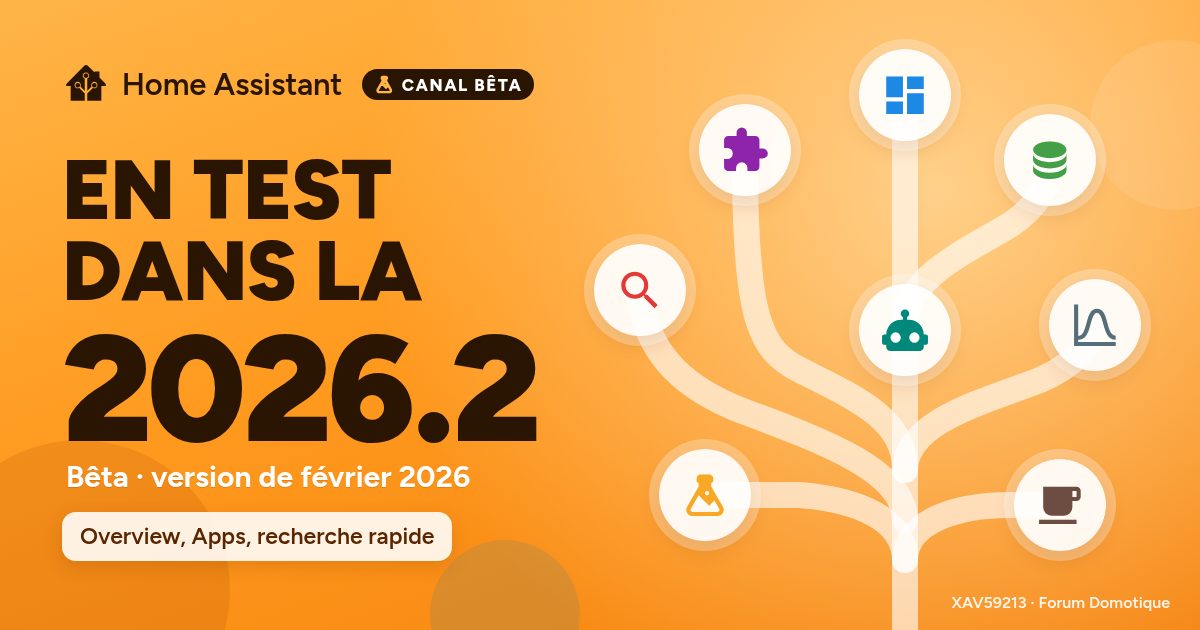 Home Assistant
CANAL BÊTA
EN TEST
DANS LA
2026.2
Bêta · version de février 2026
Overview, Apps, recherche rapide
XAV59213 · Forum Domotique